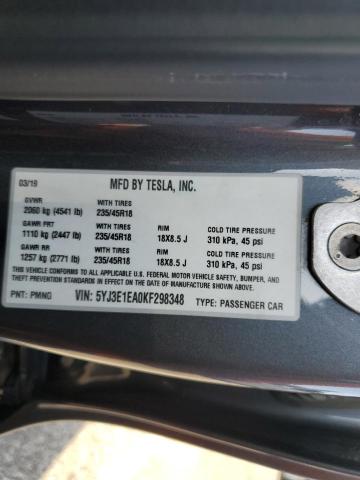 03/19 MFD BY TESLA, INC.
GVWR WITH TIRES
2060 kg (4541 lb) 235/45R18
GAWR FRT WITH TIRES RIM COLD TIRE PRESSURE
1110 kg (2447 lb) 235/45R18 18X8.5 J 310 kPa, 45 psi
GAWR RR WITH TIRES RIM COLD TIRE PRESSURE
1257 kg (2771 lb) 235/45R18 18X8.5 J 310 kPa, 45 psi
THIS VEHICLE CONFORMS TO ALL APPLICABLE U.S. FEDERAL MOTOR VEHICLE SAFETY, BUMPER, AND
THEFT PREVENTION STANDARDS IN EFFECT ON THE DATE OF MANUFACTURE SHOWN ABOVE.
PNT: PMNG VIN: 5YJ3E1EA0KF298348 TYPE: PASSENGER CAR